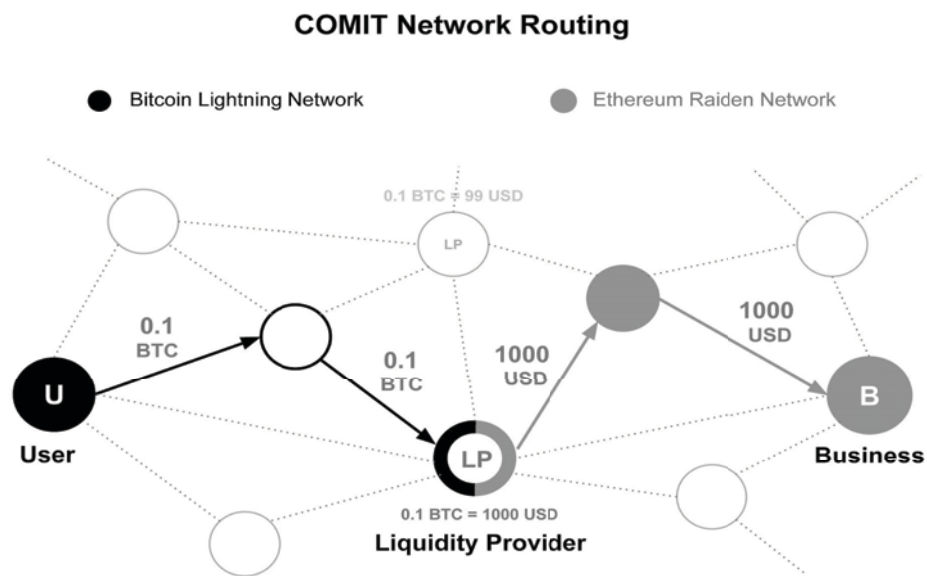 COMIT Network Routing
Bitcoin Lightning Network
Ethereum Raiden Network
0.1 BTC = 99 USD
LP
0.1
BTC
0.1
BTC
1000
USD
1000
USD
U
User
LP
0.1 BTC = 1000 USD
Liquidity Provider
B
Business